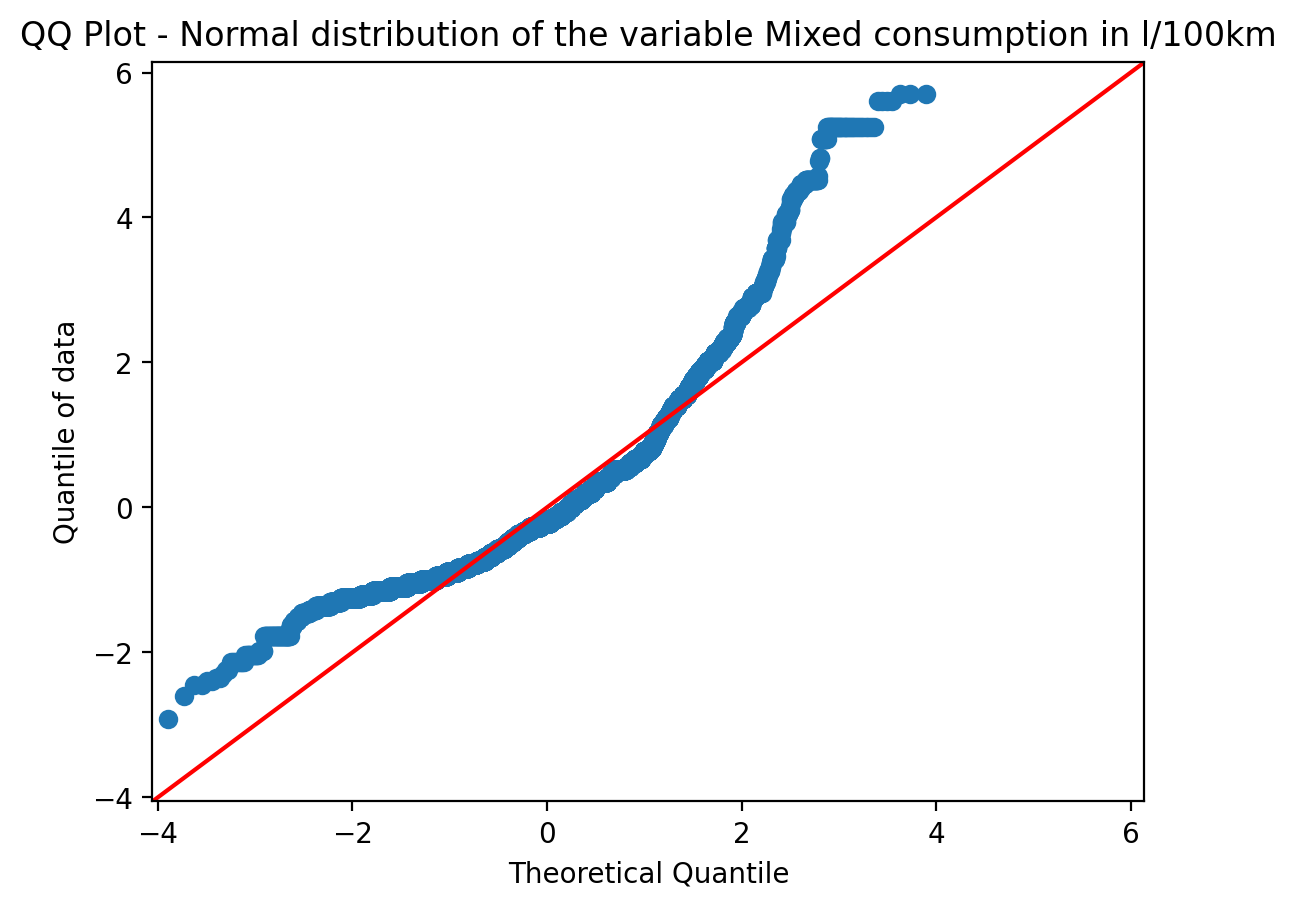 QQ Plot - Normal distribution of the variable Mixed consumption in l/100km
6
4
2
0
−2
−4
Quantile of data
−4 −2 0 2 4 6
Theoretical Quantile